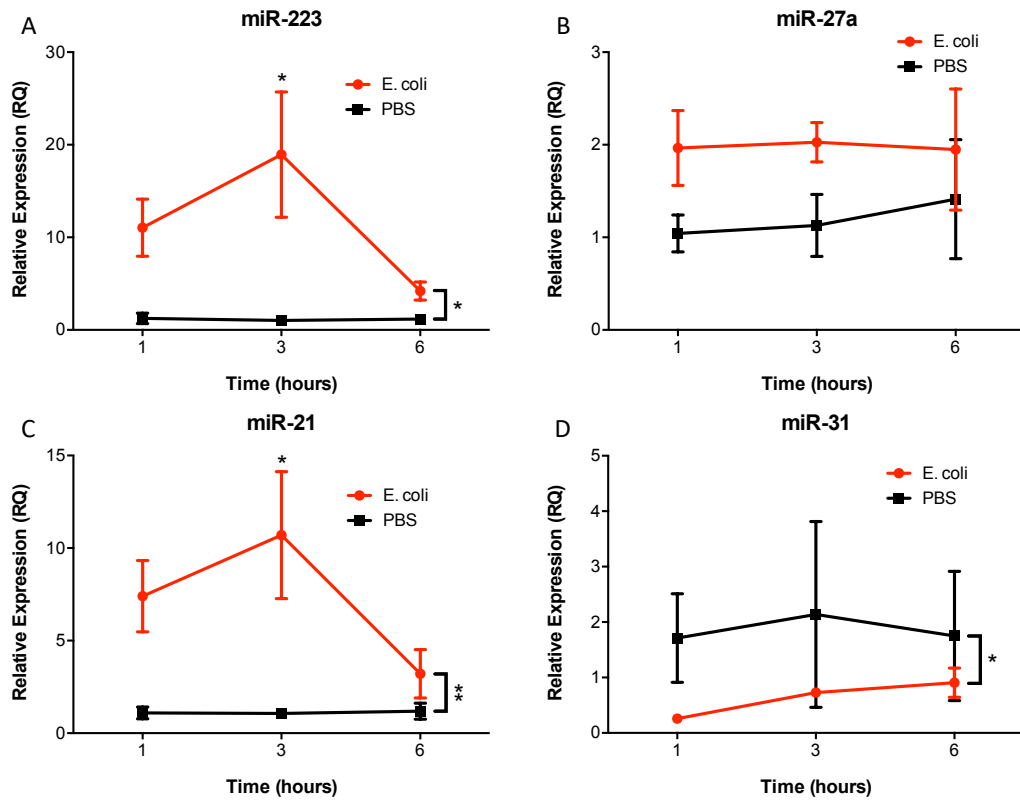 A
miR-223
Relative Expression (RQ)
30
20
10
0
*
E. coli
PBS
*
1 3 6
Time (hours)
B
miR-27a
Relative Expression (RQ)
3
2
1
0
E. coli
PBS
1 3 6
Time (hours)
C
miR-21
Relative Expression (RQ)
15
10
5
0
*
E. coli
PBS
**
1 3 6
Time (hours)
D
miR-31
Relative Expression (RQ)
5
4
3
2
1
0
E. coli
PBS
*
1 3 6
Time (hours)